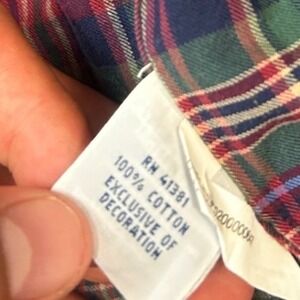 RN 41381
100% COTTON
EXCLUSIVE OF
DECORATION